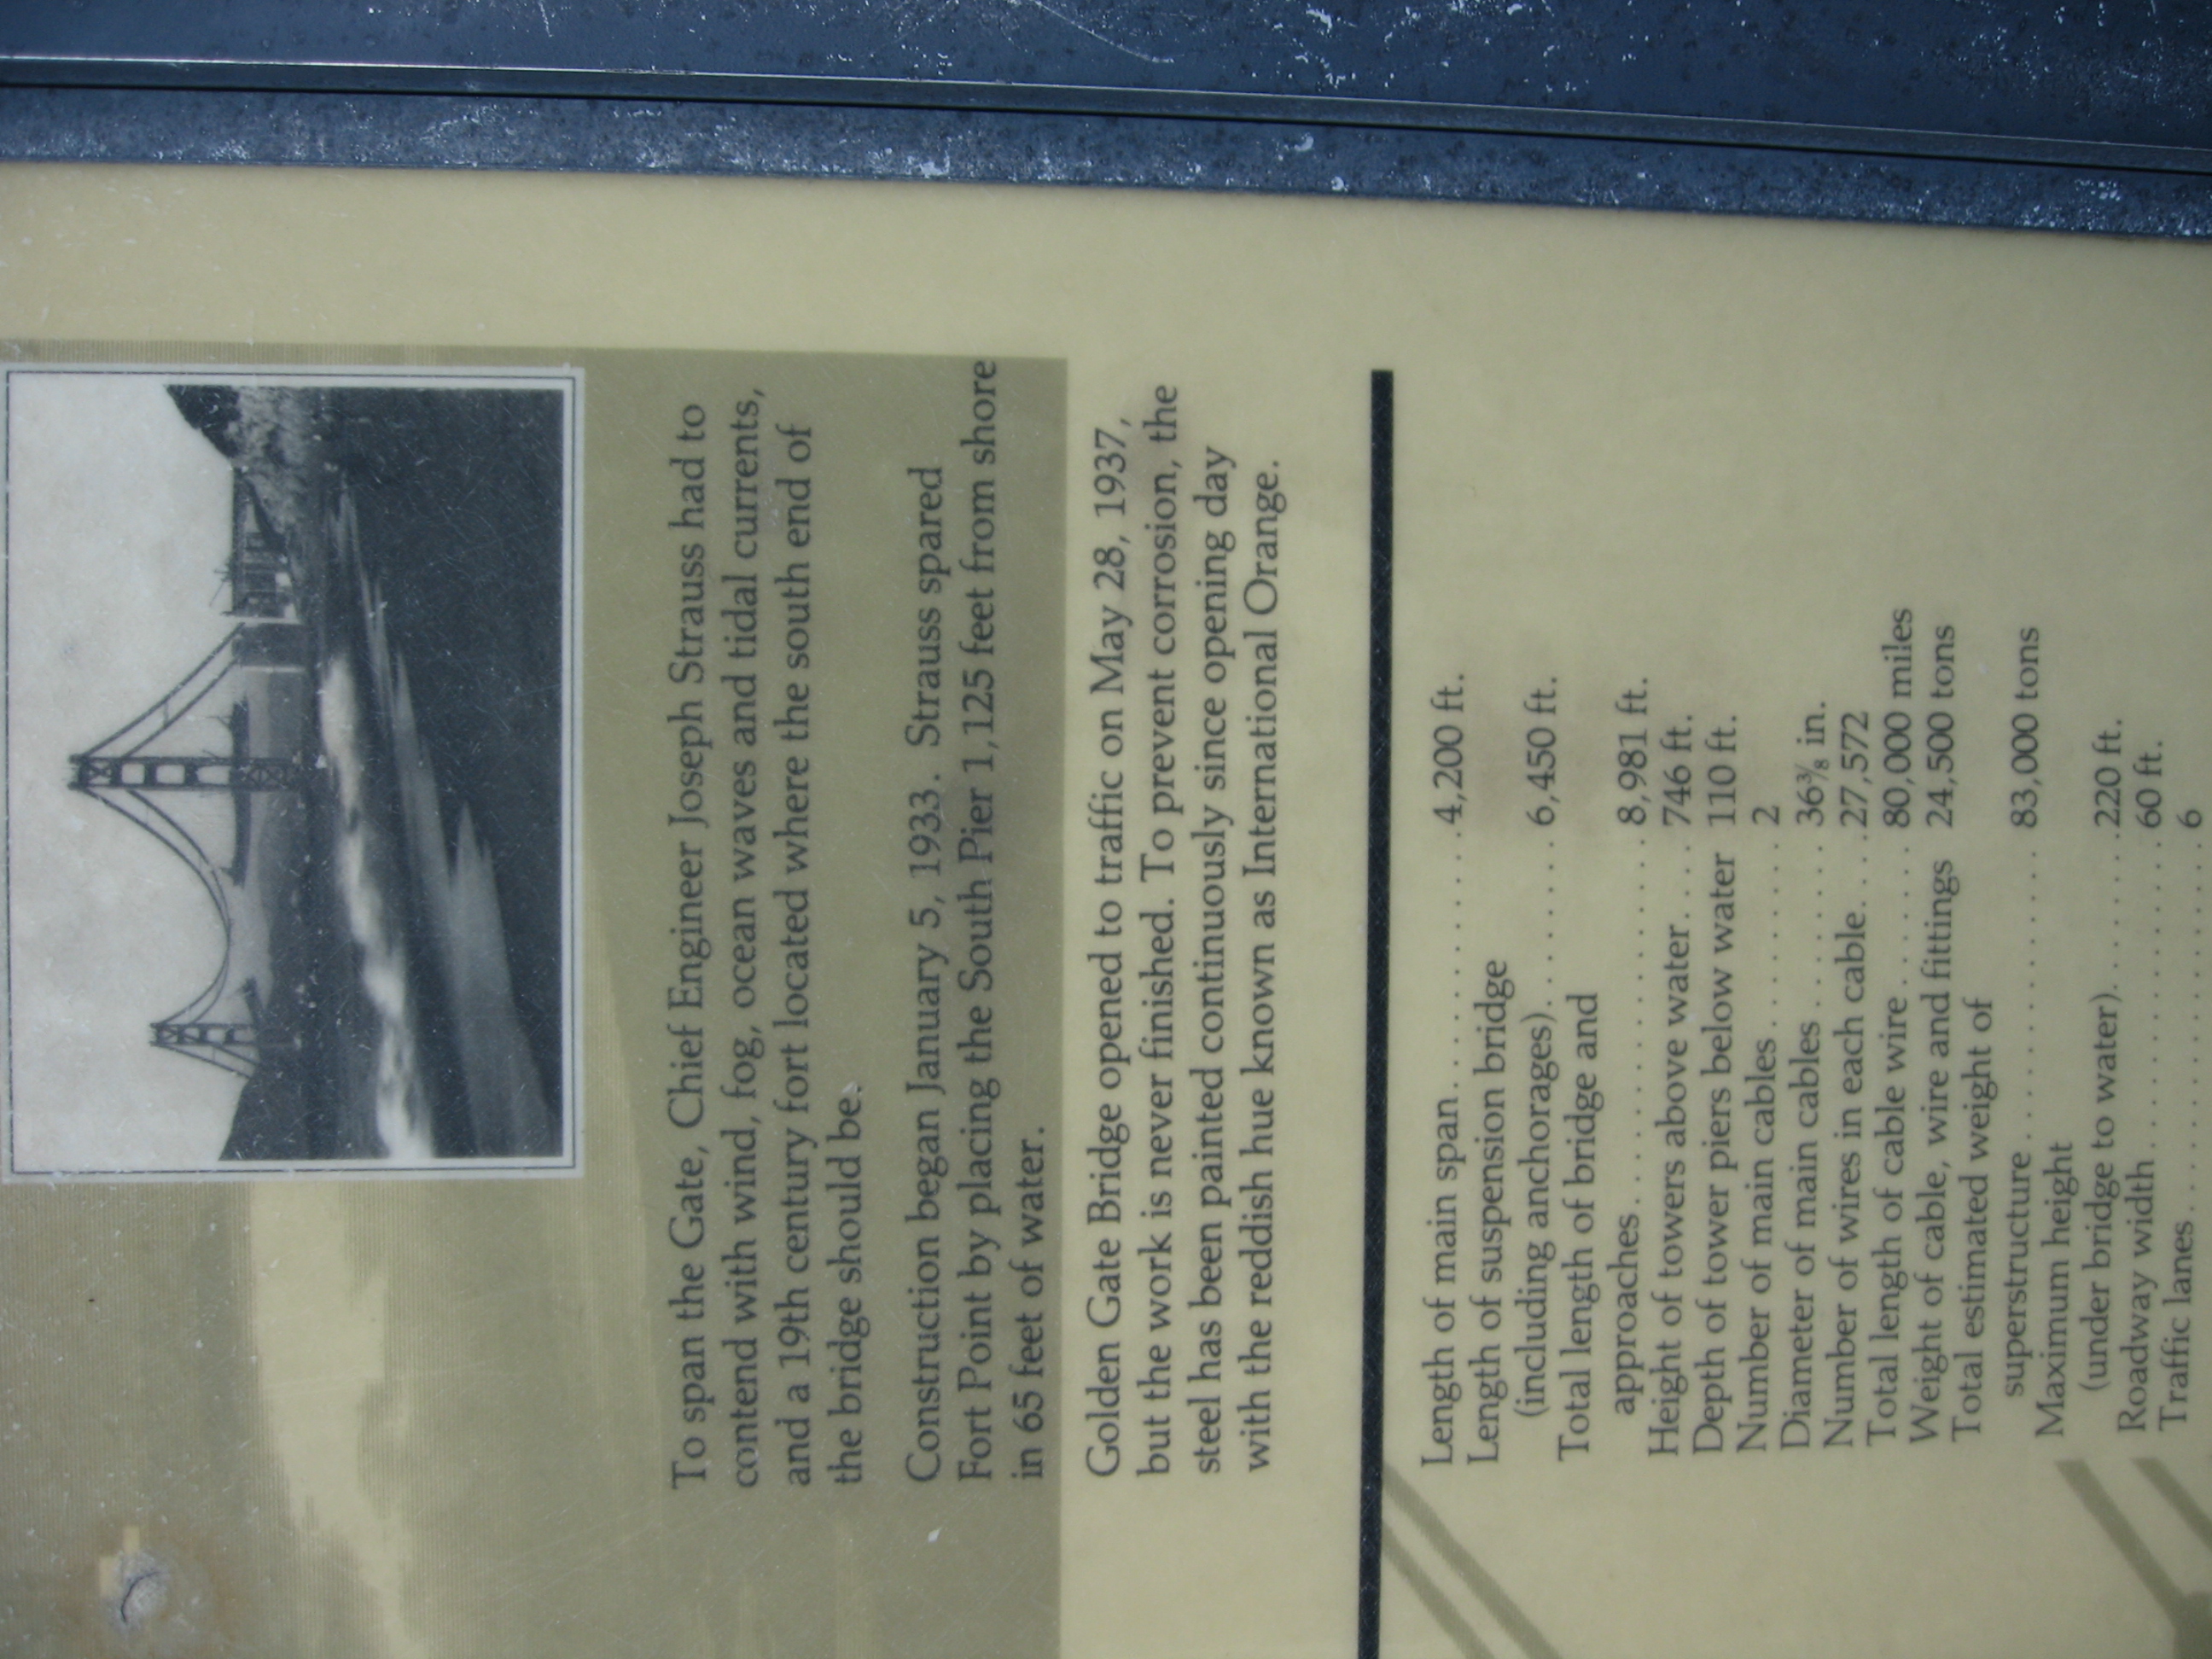 To span the Gate, Chief Engineer Joseph Strauss had to
contend with wind, fog, ocean waves and tidal currents,
and a 19th century fort located where the south end of
the bridge should be.
Construction began January 5, 1933. Strauss spared
Fort Point by placing the South Pier 1,125 feet from shore
in 65 feet of water.
Golden Gate Bridge opened to traffic on May 28, 1937,
but the work is never finished. To prevent corrosion, the
steel has been painted continuously since opening day
with the reddish hue known as International Orange.
Length of main span . . . . . . . . . . . . . . 4,200 ft.
Length of suspension bridge
(including anchorages) . . . . . . . . 6,450 ft.
Total length of bridge and
approaches . . . . . . . . . . . . . . . . . . . 8,981 ft.
Height of towers above water . . . . 746 ft.
Depth of tower piers below water 110 ft.
Number of main cables . . . . . . . . . . 2
Diameter of main cables . . . . . . . . . 36⅜ in.
Number of wires in each cable . . . . 27,572
Total length of cable wire . . . . . . . . 80,000 miles
Weight of cable, wire and fittings 24,500 tons
Total estimated weight of
superstructure . . . . . . . . . . . . . . . 83,000 tons
Maximum height
(under bridge to water) . . . . . . . . 220 ft.
Roadway width . . . . . . . . . . . . . . . . 60 ft.
Traffic lanes . . . . . . . . . . . . . . . . . . . 6